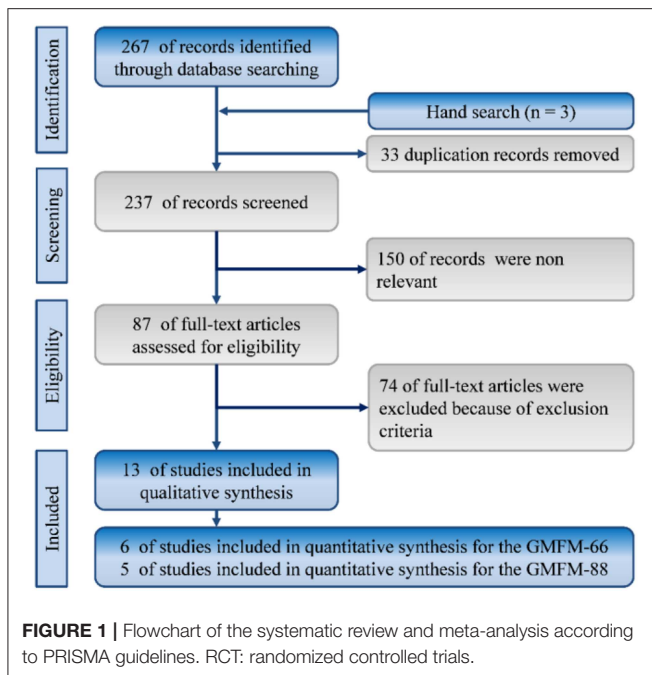 Identification
267 of records identified
through database searching
Hand search (n = 3)
33 duplication records removed
Screening
237 of records screened
150 of records were non
relevant
Eligibility
87 of full-text articles
assessed for eligibility
74 of full-text articles were
excluded because of exclusion
criteria
Included
13 of studies included in
qualitative synthesis
6 of studies included in quantitative synthesis for the GMFM-66
5 of studies included in quantitative synthesis for the GMFM-88
FIGURE 1 | Flowchart of the systematic review and meta-analysis according
to PRISMA guidelines. RCT: randomized controlled trials.